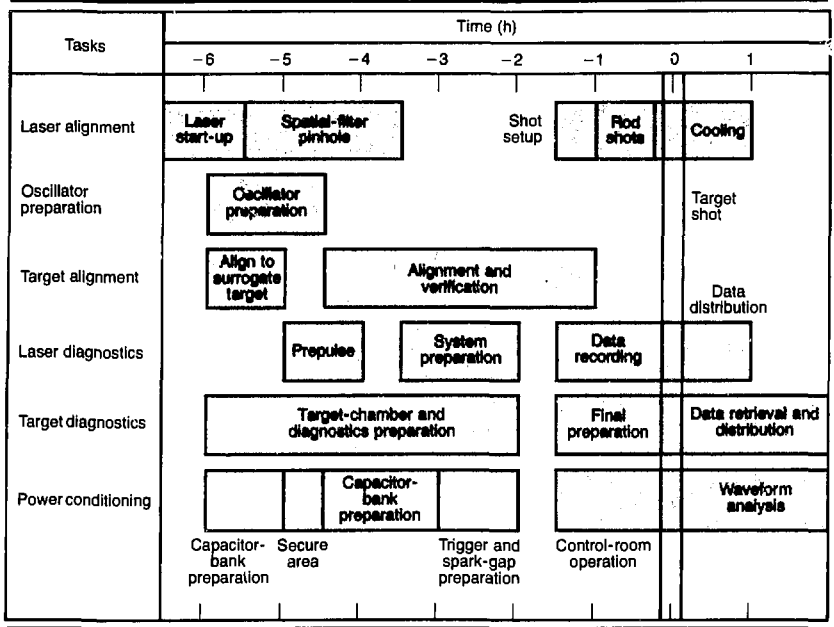 Time (h)
Tasks
−6 −5 −4 −3 −2 −1 0 1
Laser alignment
Laser
start-up
Spatial-filter
pinhole
Shot
setup
Rod
shots
Cooling
Oscillator
preparation
Oscillator
preparation
Target
shot
Target alignment
Align to
surrogate
target
Alignment and
verification
Data
distribution
Laser diagnostics
Prepulse
System
preparation
Data
recording
Target diagnostics
Target-chamber and
diagnostics preparation
Final
preparation
Data retrieval and
distribution
Power conditioning
Capacitor-
bank
preparation
Waveform
analysis
Capacitor-
bank
preparation
Secure
area
Trigger and
spark-gap
preparation
Control-room
operation